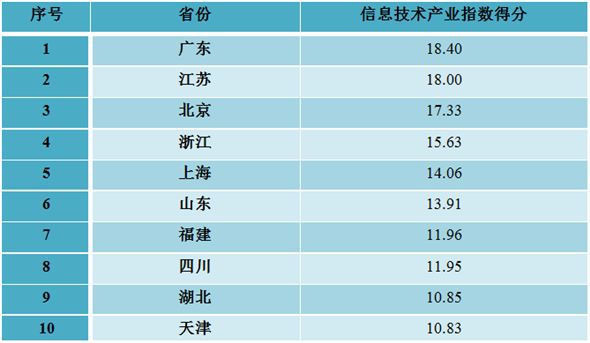 序号 省份 信息技术产业指数得分
1 广东 18.40
2 江苏 18.00
3 北京 17.33
4 浙江 15.63
5 上海 14.06
6 山东 13.91
7 福建 11.96
8 四川 11.95
9 湖北 10.85
10 天津 10.83